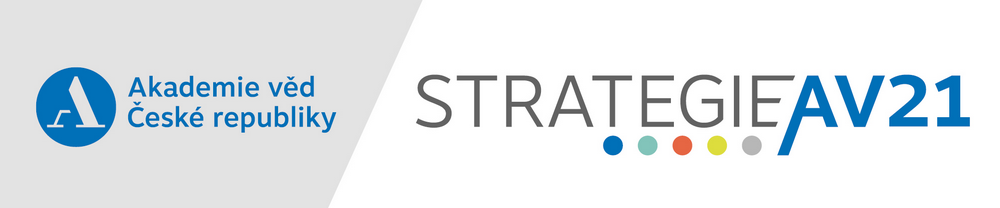 Akademie věd
České republiky
STRATEGIE AV21